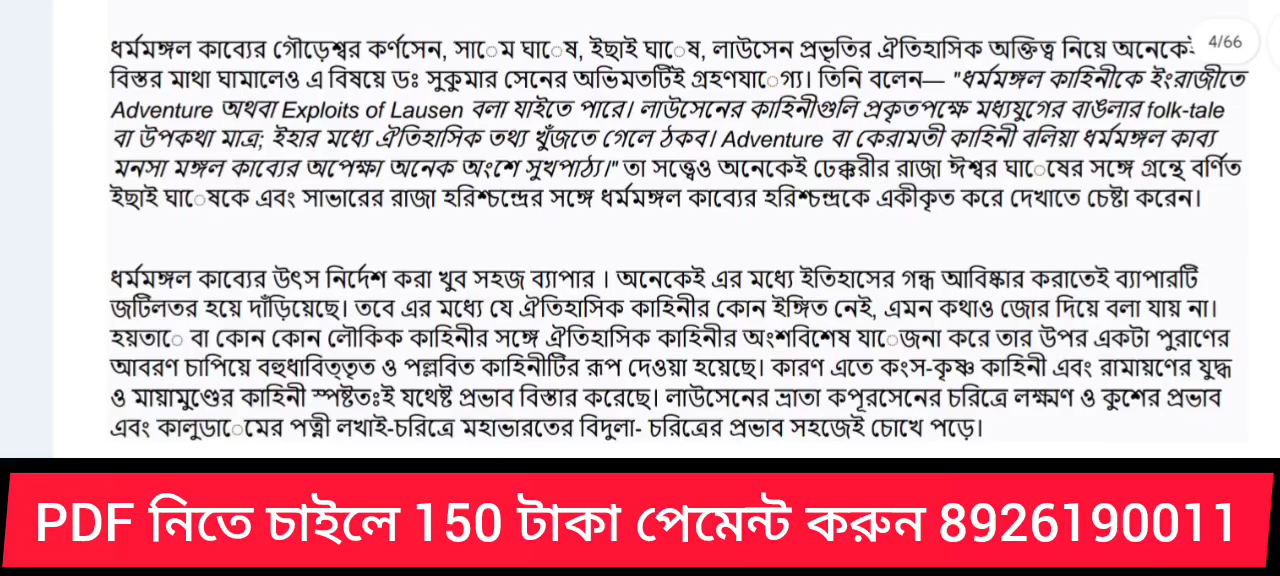 ধর্মমঙ্গল কাব্যের গৌড়েশ্বর কর্ণসেন, সােম ঘােষ, ইছাই ঘােষ, লাউসেন প্রভৃতির ঐতিহাসিক অস্তিত্ব নিয়ে অনেকেই
4/66
বিস্তর মাথা ঘামালেও এ বিষয়ে ডঃ সুকুমার সেনের অভিমতটিই গ্রহণযােগ্য। তিনি বলেন— "ধর্মমঙ্গল কাহিনীকে ইংরাজীতে
Adventure অথবা Exploits of Lausen বলা যাইতে পারে। লাউসেনের কাহিনীগুলি প্রকৃতপক্ষে মধ্যযুগের বাঙলার folk-tale
বা উপকথা মাত্র; ইহার মধ্যে ঐতিহাসিক তথ্য খুঁজতে গেলে ঠকব। Adventure বা কেরামতী কাহিনী বলিয়া ধর্মমঙ্গল কাব্য
মনসা মঙ্গল কাব্যের অপেক্ষা অনেক অংশে সুখপাঠ্য।" তা সত্ত্বেও অনেকেই ঢেক্করীর রাজা ঈশ্বর ঘােষের সঙ্গে গ্রন্থে বর্ণিত
ইছাই ঘােষকে এবং সাভারের রাজা হরিশ্চন্দ্রের সঙ্গে ধর্মমঙ্গল কাব্যের হরিশ্চন্দ্রকে একীকৃত করে দেখাতে চেষ্টা করেন।
ধর্মমঙ্গল কাব্যের উৎস নির্দেশ করা খুব সহজ ব্যাপার । অনেকেই এর মধ্যে ইতিহাসের গন্ধ আবিষ্কার করাতেই ব্যাপারটি
জটিলতর হয়ে দাঁড়িয়েছে। তবে এর মধ্যে যে ঐতিহাসিক কাহিনীর কোন ইঙ্গিত নেই, এমন কথাও জোর দিয়ে বলা যায় না।
হয়তাে বা কোন কোন লৌকিক কাহিনীর সঙ্গে ঐতিহাসিক কাহিনীর অংশবিশেষ যােজনা করে তার উপর একটা পুরাণের
আবরণ চাপিয়ে বহুধাবিত্তৃত ও পল্লবিত কাহিনীটির রূপ দেওয়া হয়েছে। কারণ এতে কংস-কৃষ্ণ কাহিনী এবং রামায়ণের যুদ্ধ
ও মায়ামুণ্ডের কাহিনী স্পষ্টতঃই যথেষ্ট প্রভাব বিস্তার করেছে। লাউসেনের ভ্রাতা কপূরসেনের চরিত্রে লক্ষ্মণ ও কুশের প্রভাব
এবং কালুডােমের পত্নী লখাই-চরিত্রে মহাভারতের বিদুলা- চরিত্রের প্রভাব সহজেই চোখে পড়ে।
PDF নিতে চাইলে 150 টাকা পেমেন্ট করুন 8926190011